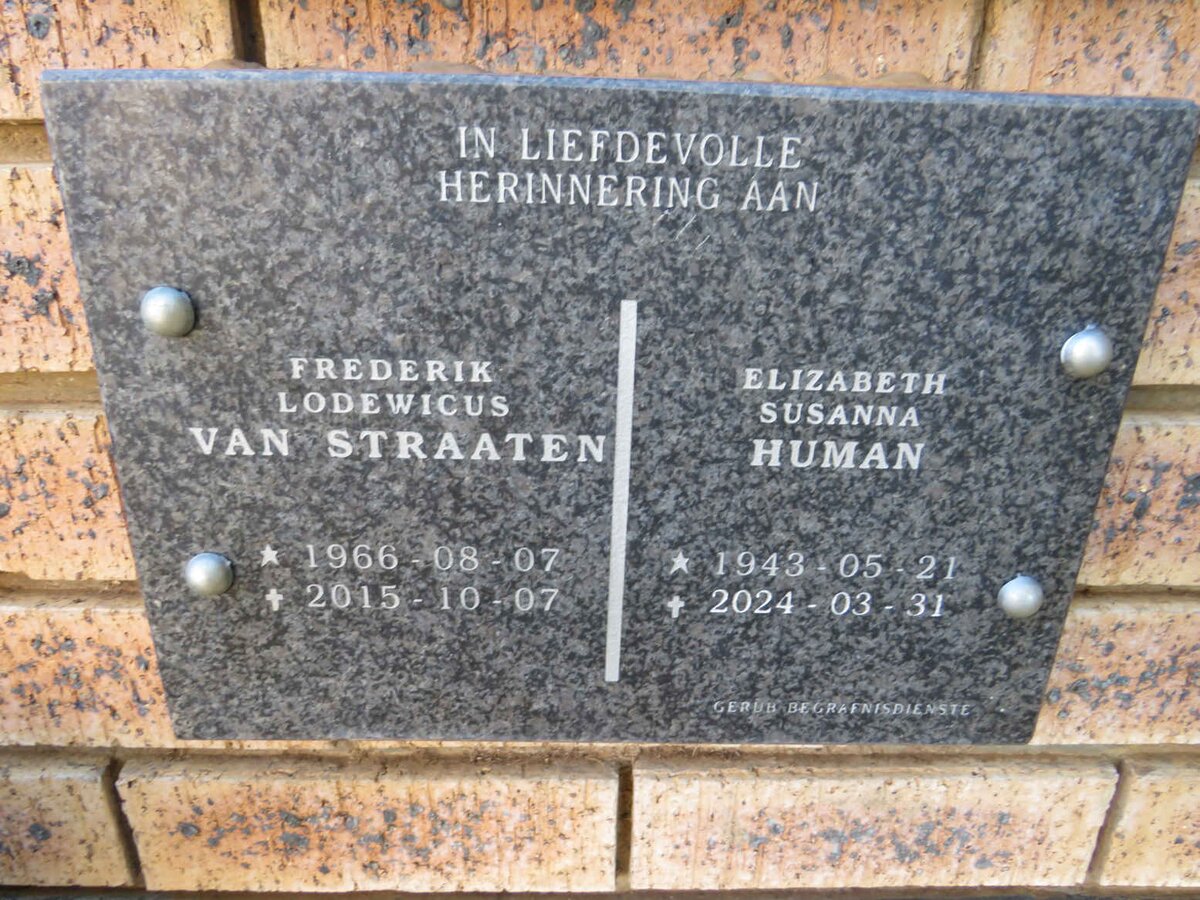 IN LIEFDEVOLLE
HERINNERING AAN
FREDERIK
LODEWICUS
VAN STRAATEN
★ 1966 - 08 - 07
✝ 2015 - 10 - 07
ELIZABETH
SUSANNA
HUMAN
★ 1943 - 05 - 21
✝ 2024 - 03 - 31
BEGRAFNISDIENSTE